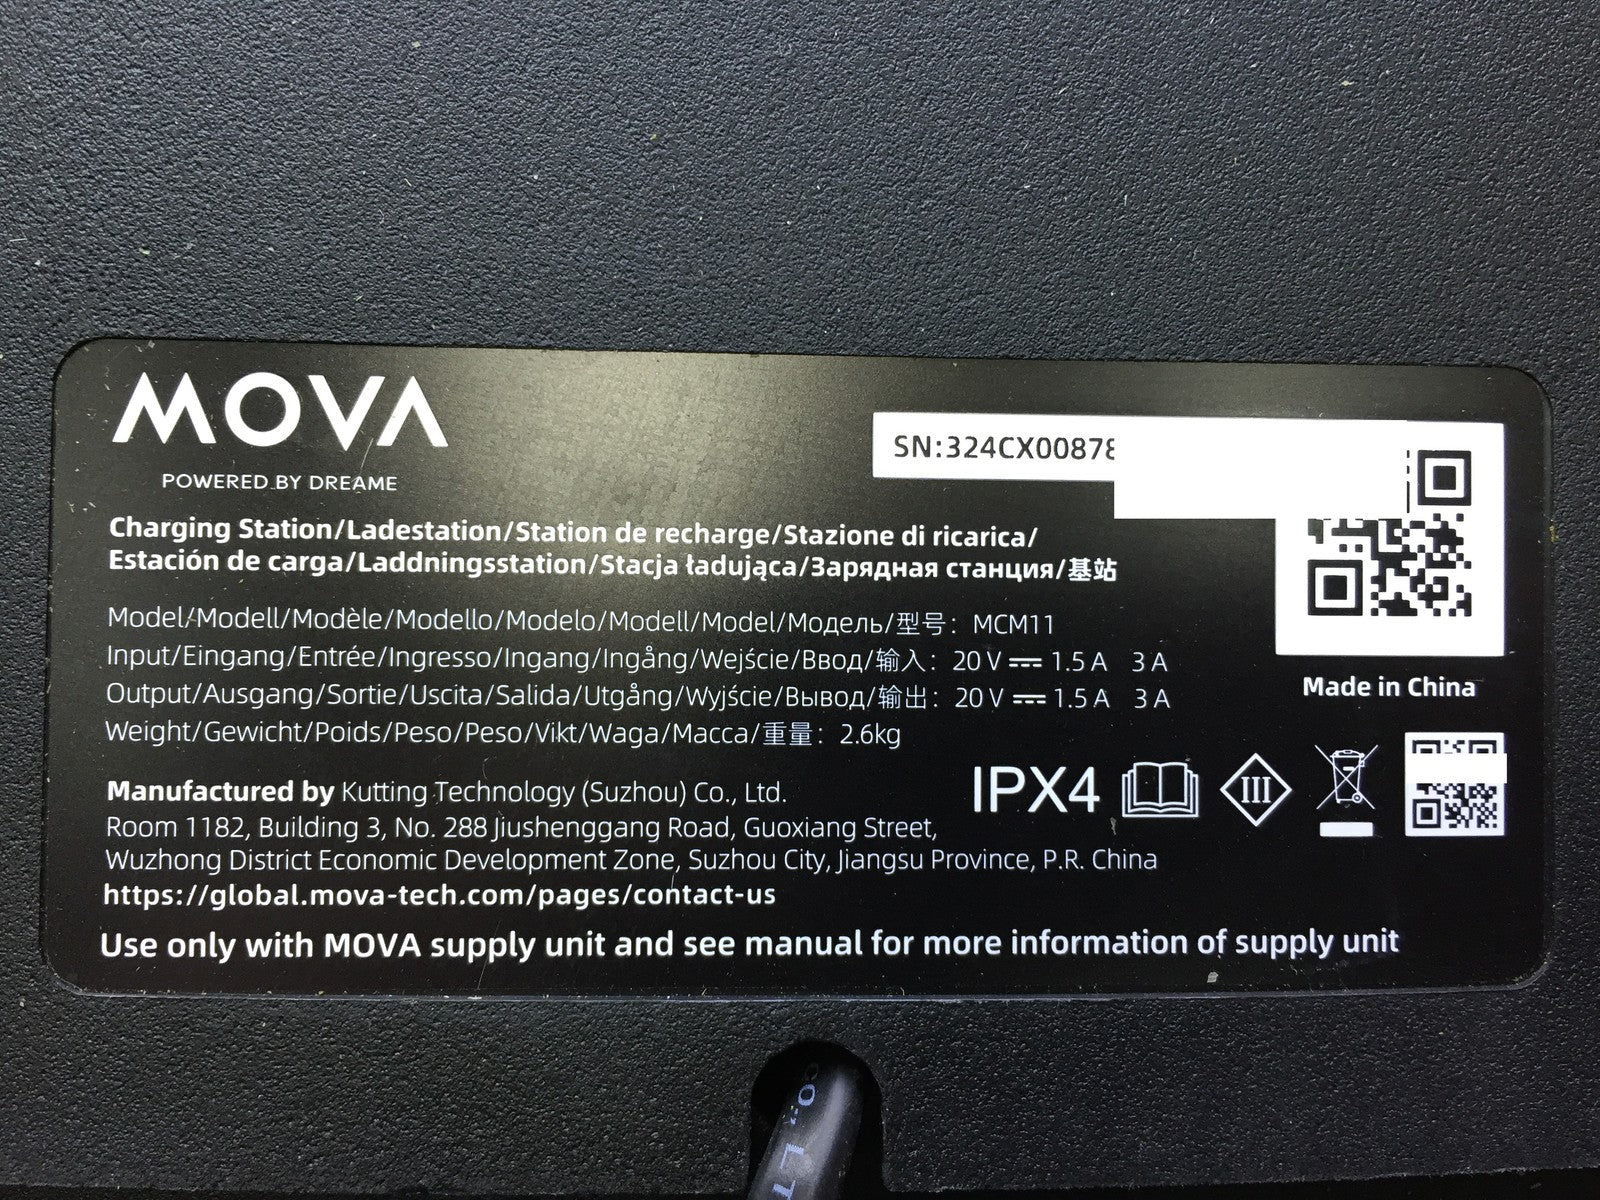 MOVA
POWERED BY DREAME
SN:324CX00878
Charging Station/Ladestation/Station de recharge/Stazione di ricarica/
Estación de carga/Laddningsstation/Stacja ładująca/Зарядная станция/基站
Model/Modell/Modèle/Modello/Modelo/Modell/Model/Модель/型号: MCM11
Input/Eingang/Entrée/Ingresso/Ingang/Ingång/Wejście/Ввод/输入: 20 V ⎓ 1.5 A 3 A
Output/Ausgang/Sortie/Uscita/Salida/Utgång/Wyjście/Вывод/输出: 20 V ⎓ 1.5 A 3 A
Weight/Gewicht/Poids/Peso/Peso/Vikt/Waga/Масса/重量: 2.6kg
Made in China
Manufactured by Kutting Technology (Suzhou) Co., Ltd.
Room 1182, Building 3, No. 288 Jiushenggang Road, Guoxiang Street,
Wuzhong District Economic Development Zone, Suzhou City, Jiangsu Province, P.R. China
https://global.mova-tech.com/pages/contact-us
IPX4
III
Use only with MOVA supply unit and see manual for more information of supply unit